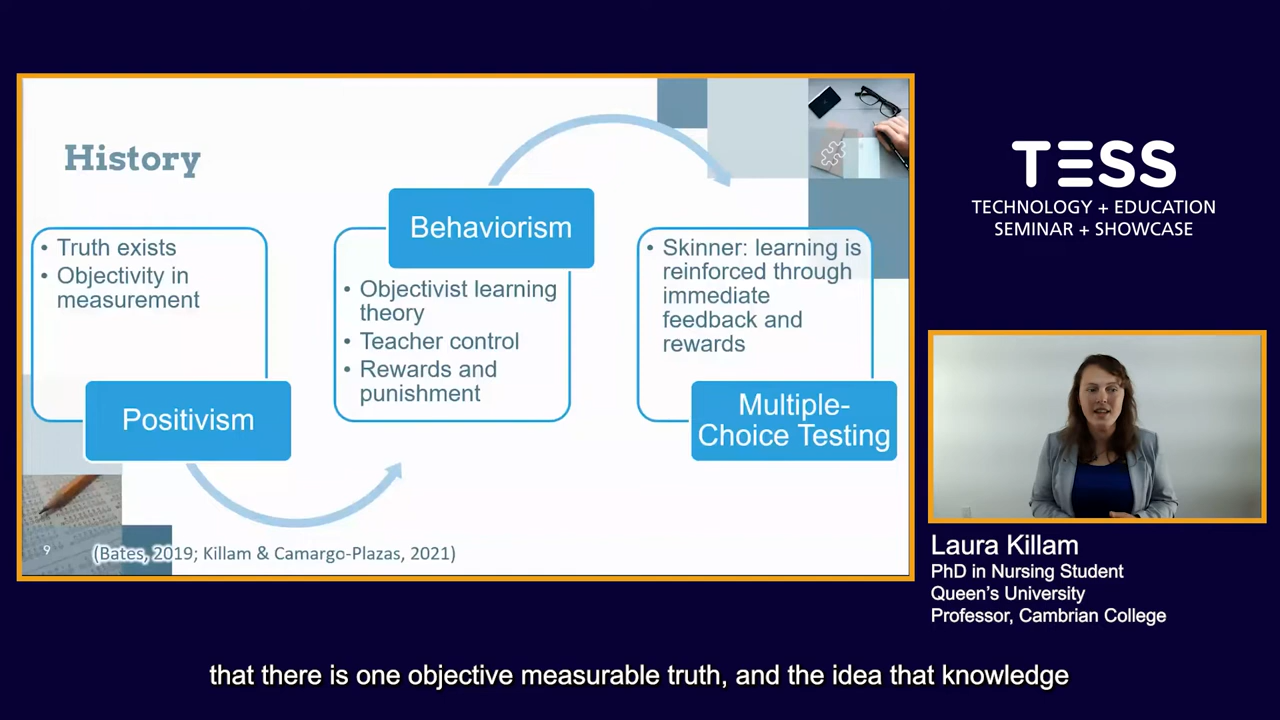 History
• Truth exists
• Objectivity in
measurement
Positivism
Behaviorism
• Objectivist learning
theory
• Teacher control
• Rewards and
punishment
• Skinner: learning is
reinforced through
immediate
feedback and
rewards
Multiple-
Choice Testing
9
(Bates, 2019; Killam & Camargo-Plazas, 2021)
TESS
TECHNOLOGY + EDUCATION
SEMINAR + SHOWCASE
Laura Killam
PhD in Nursing Student
Queen's University
Professor, Cambrian College
that there is one objective measurable truth, and the idea that knowledge